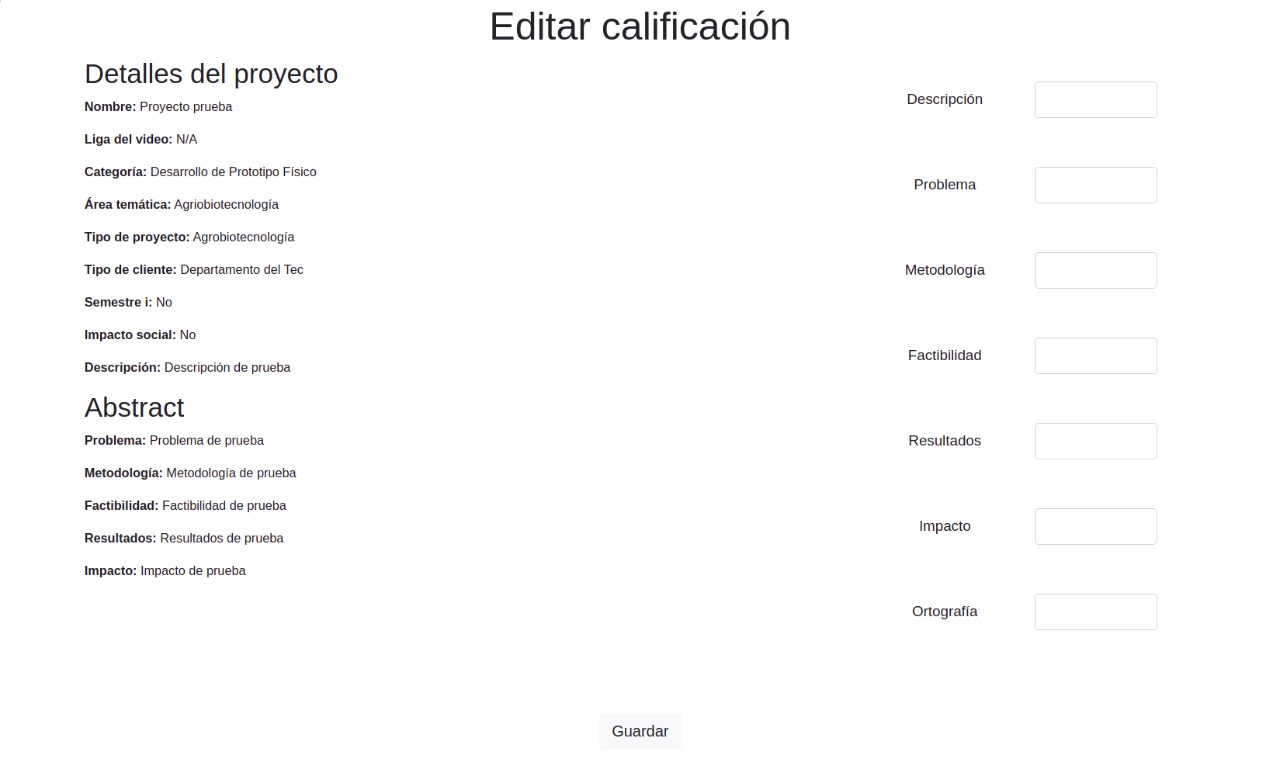 Editar calificación
Detalles del proyecto
Nombre: Proyecto prueba
Liga del video: N/A
Categoría: Desarrollo de Prototipo Físico
Área temática: Agriobiotecnología
Tipo de proyecto: Agrobiotecnología
Tipo de cliente: Departamento del Tec
Semestre i: No
Impacto social: No
Descripción: Descripción de prueba
Abstract
Problema: Problema de prueba
Metodología: Metodología de prueba
Factibilidad: Factibilidad de prueba
Resultados: Resultados de prueba
Impacto: Impacto de prueba
Descripción
Problema
Metodología
Factibilidad
Resultados
Impacto
Ortografía
Guardar